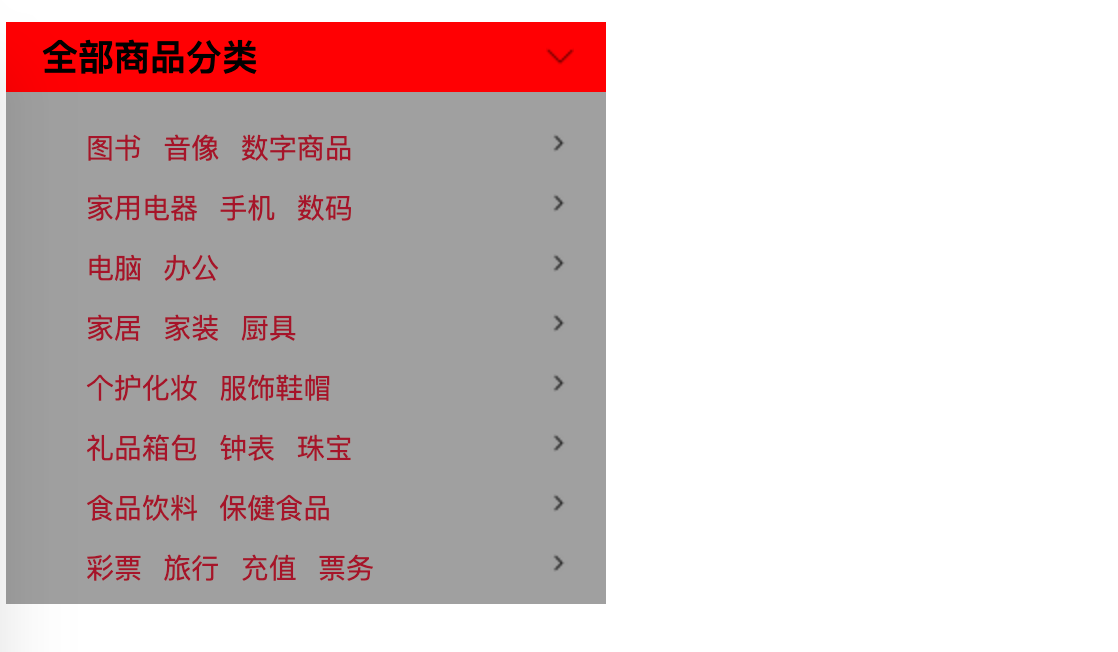 全部商品分类
图书 音像 数字商品
家用电器 手机 数码
电脑 办公
家居 家装 厨具
个护化妆 服饰鞋帽
礼品箱包 钟表 珠宝
食品饮料 保健食品
彩票 旅行 充值 票务